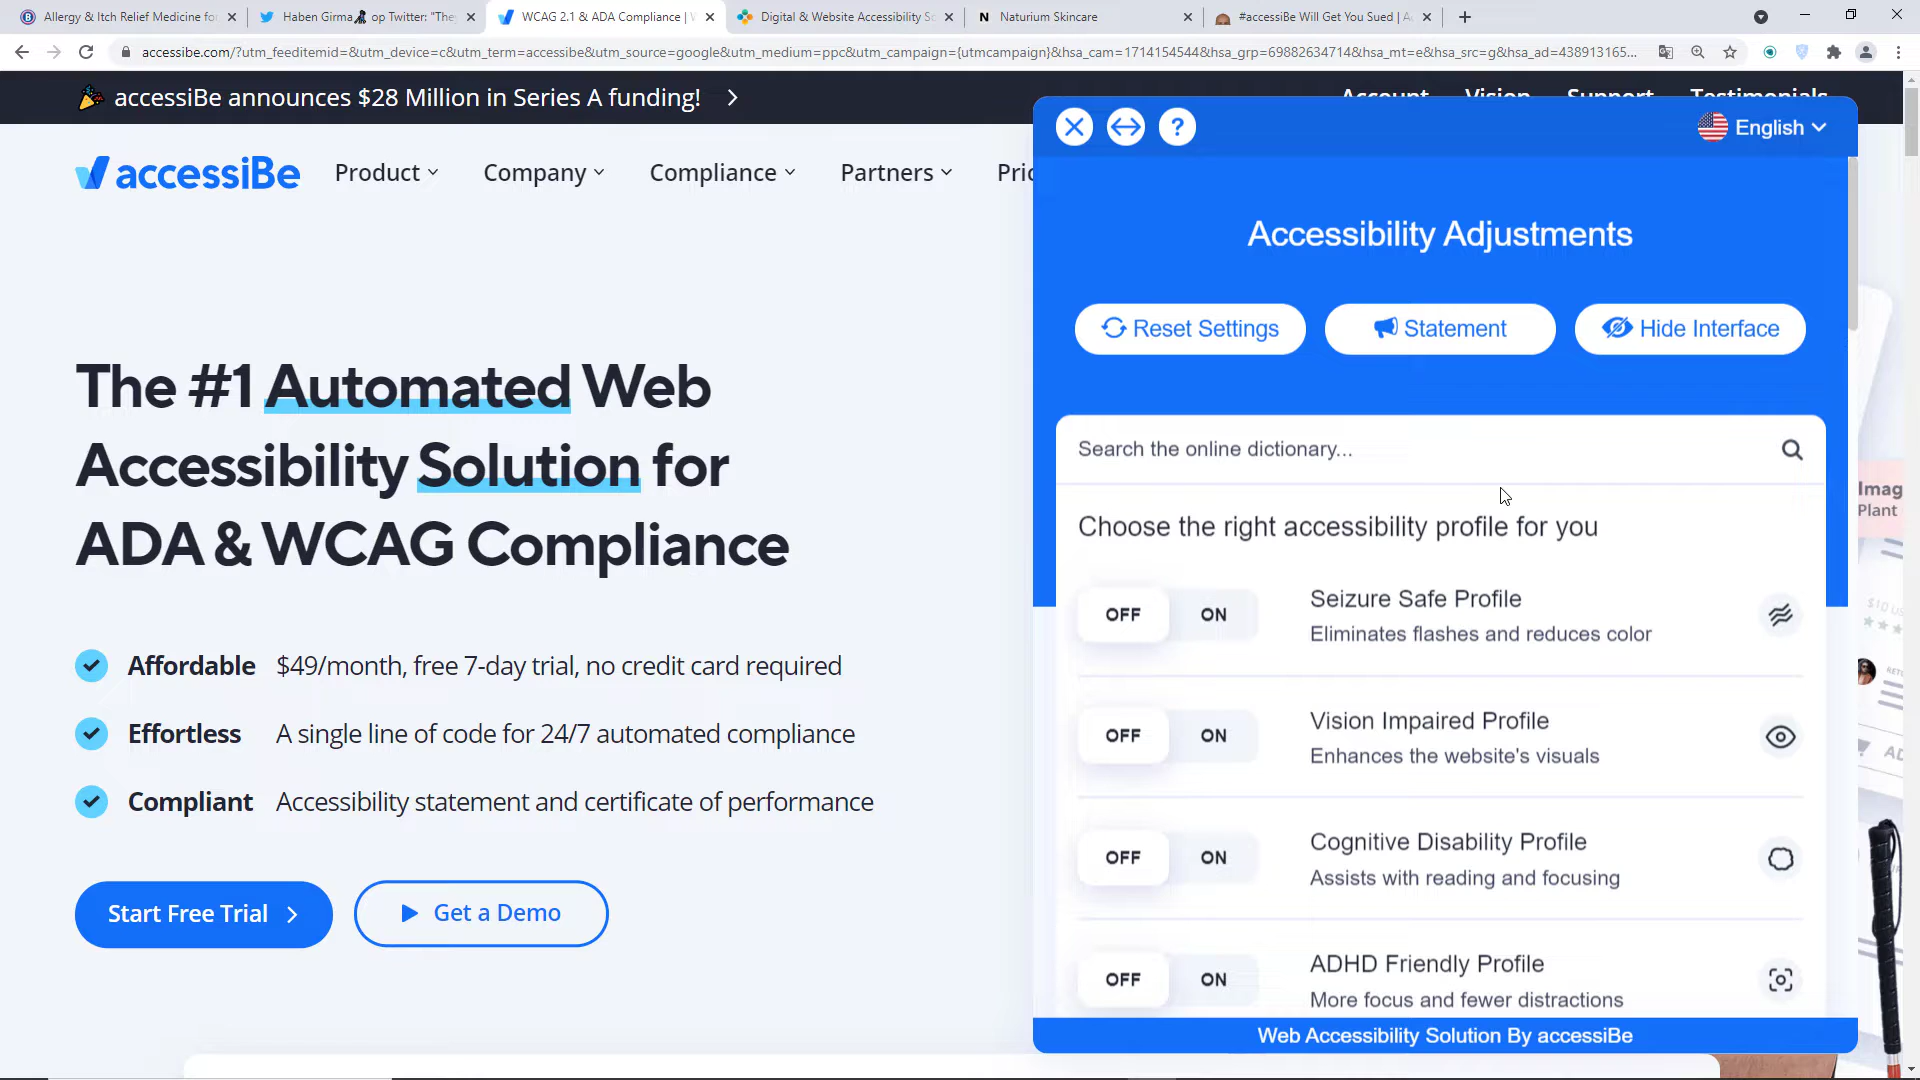 Allergy & Itch Relief Medicine fo
Haben Girma op Twitter: "The
WCAG 2.1 & ADA Compliance |
Digital & Website Accessibility S
N Naturium Skincare
#accessiBe Will Get You Sued | A
accessibe.com/?utm_feeditemid=&utm_device=c&utm_term=accessibe&utm_source=google&utm_medium=ppc&utm_campaign={utmcampaign}&hsa_cam=1714154544&hsa_grp=69882634714&hsa_mt=e&hsa_src=g&hsa_ad=438913165...
accessiBe announces $28 Million in Series A funding!
Account Vision Support Testimonials
accessiBe Product Company Compliance Partners Pric
The #1 Automated Web
Accessibility Solution for
ADA & WCAG Compliance
Affordable $49/month, free 7-day trial, no credit card required
Effortless A single line of code for 24/7 automated compliance
Compliant Accessibility statement and certificate of performance
Start Free Trial
Get a Demo
? English
Accessibility Adjustments
Reset Settings
Statement
Hide Interface
Search the online dictionary...
Choose the right accessibility profile for you
OFF ON Seizure Safe Profile
Eliminates flashes and reduces color
OFF ON Vision Impaired Profile
Enhances the website's visuals
OFF ON Cognitive Disability Profile
Assists with reading and focusing
OFF ON ADHD Friendly Profile
More focus and fewer distractions
Web Accessibility Solution By accessiBe
Imag
Plant